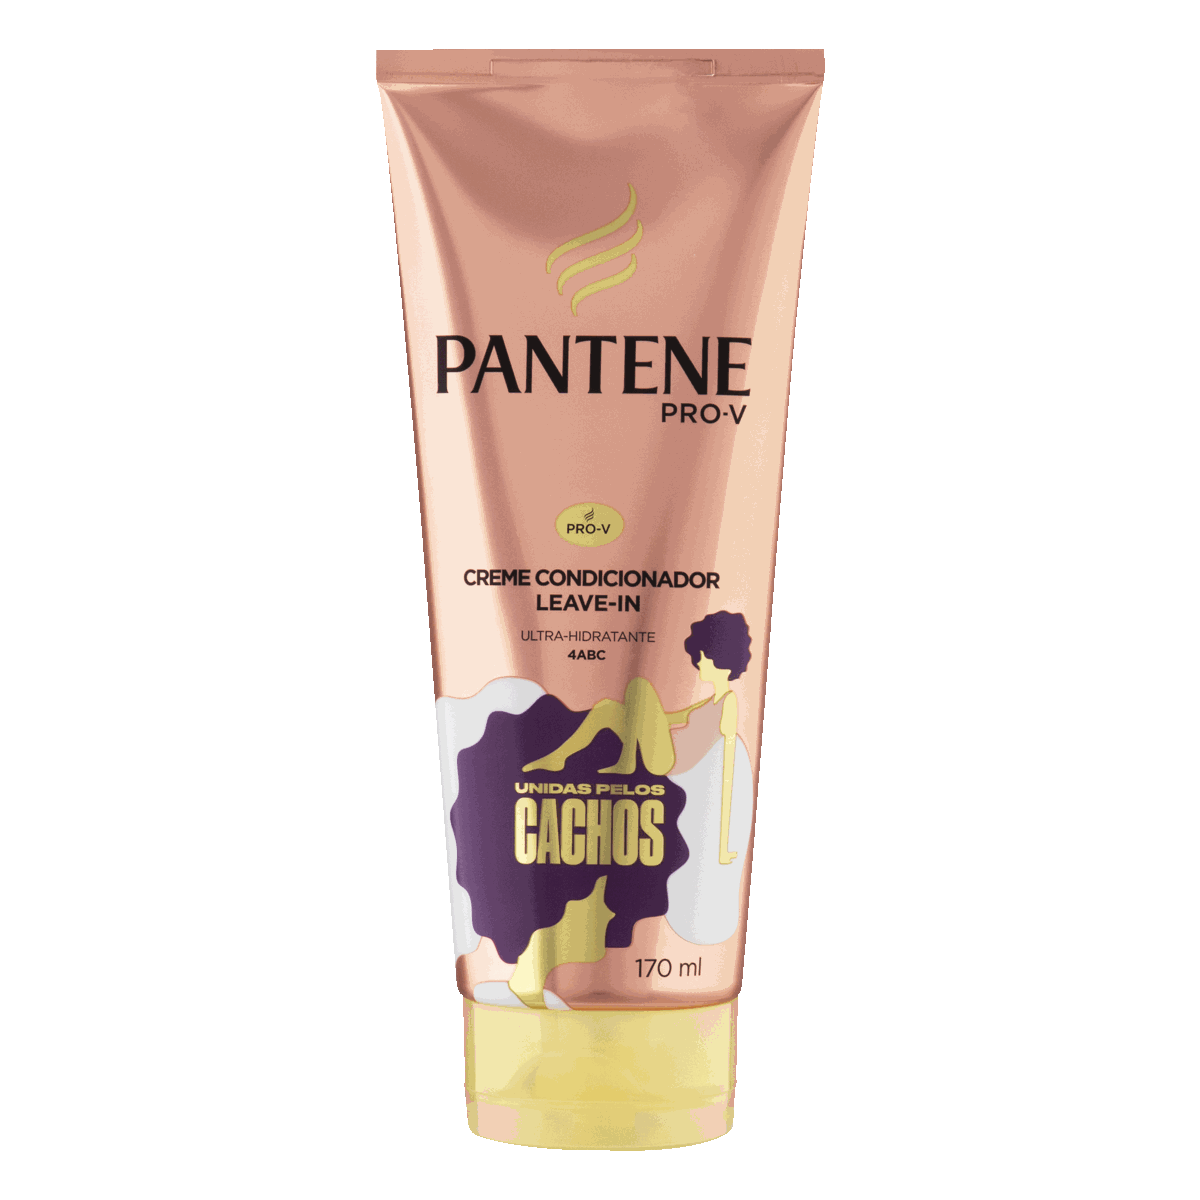 PANTENE
PRO-V
PRO-V
CREME CONDICIONADOR
LEAVE-IN
ULTRA-HIDRATANTE
4ABC
UNIDAS PELOS
CACHOS
170 ml